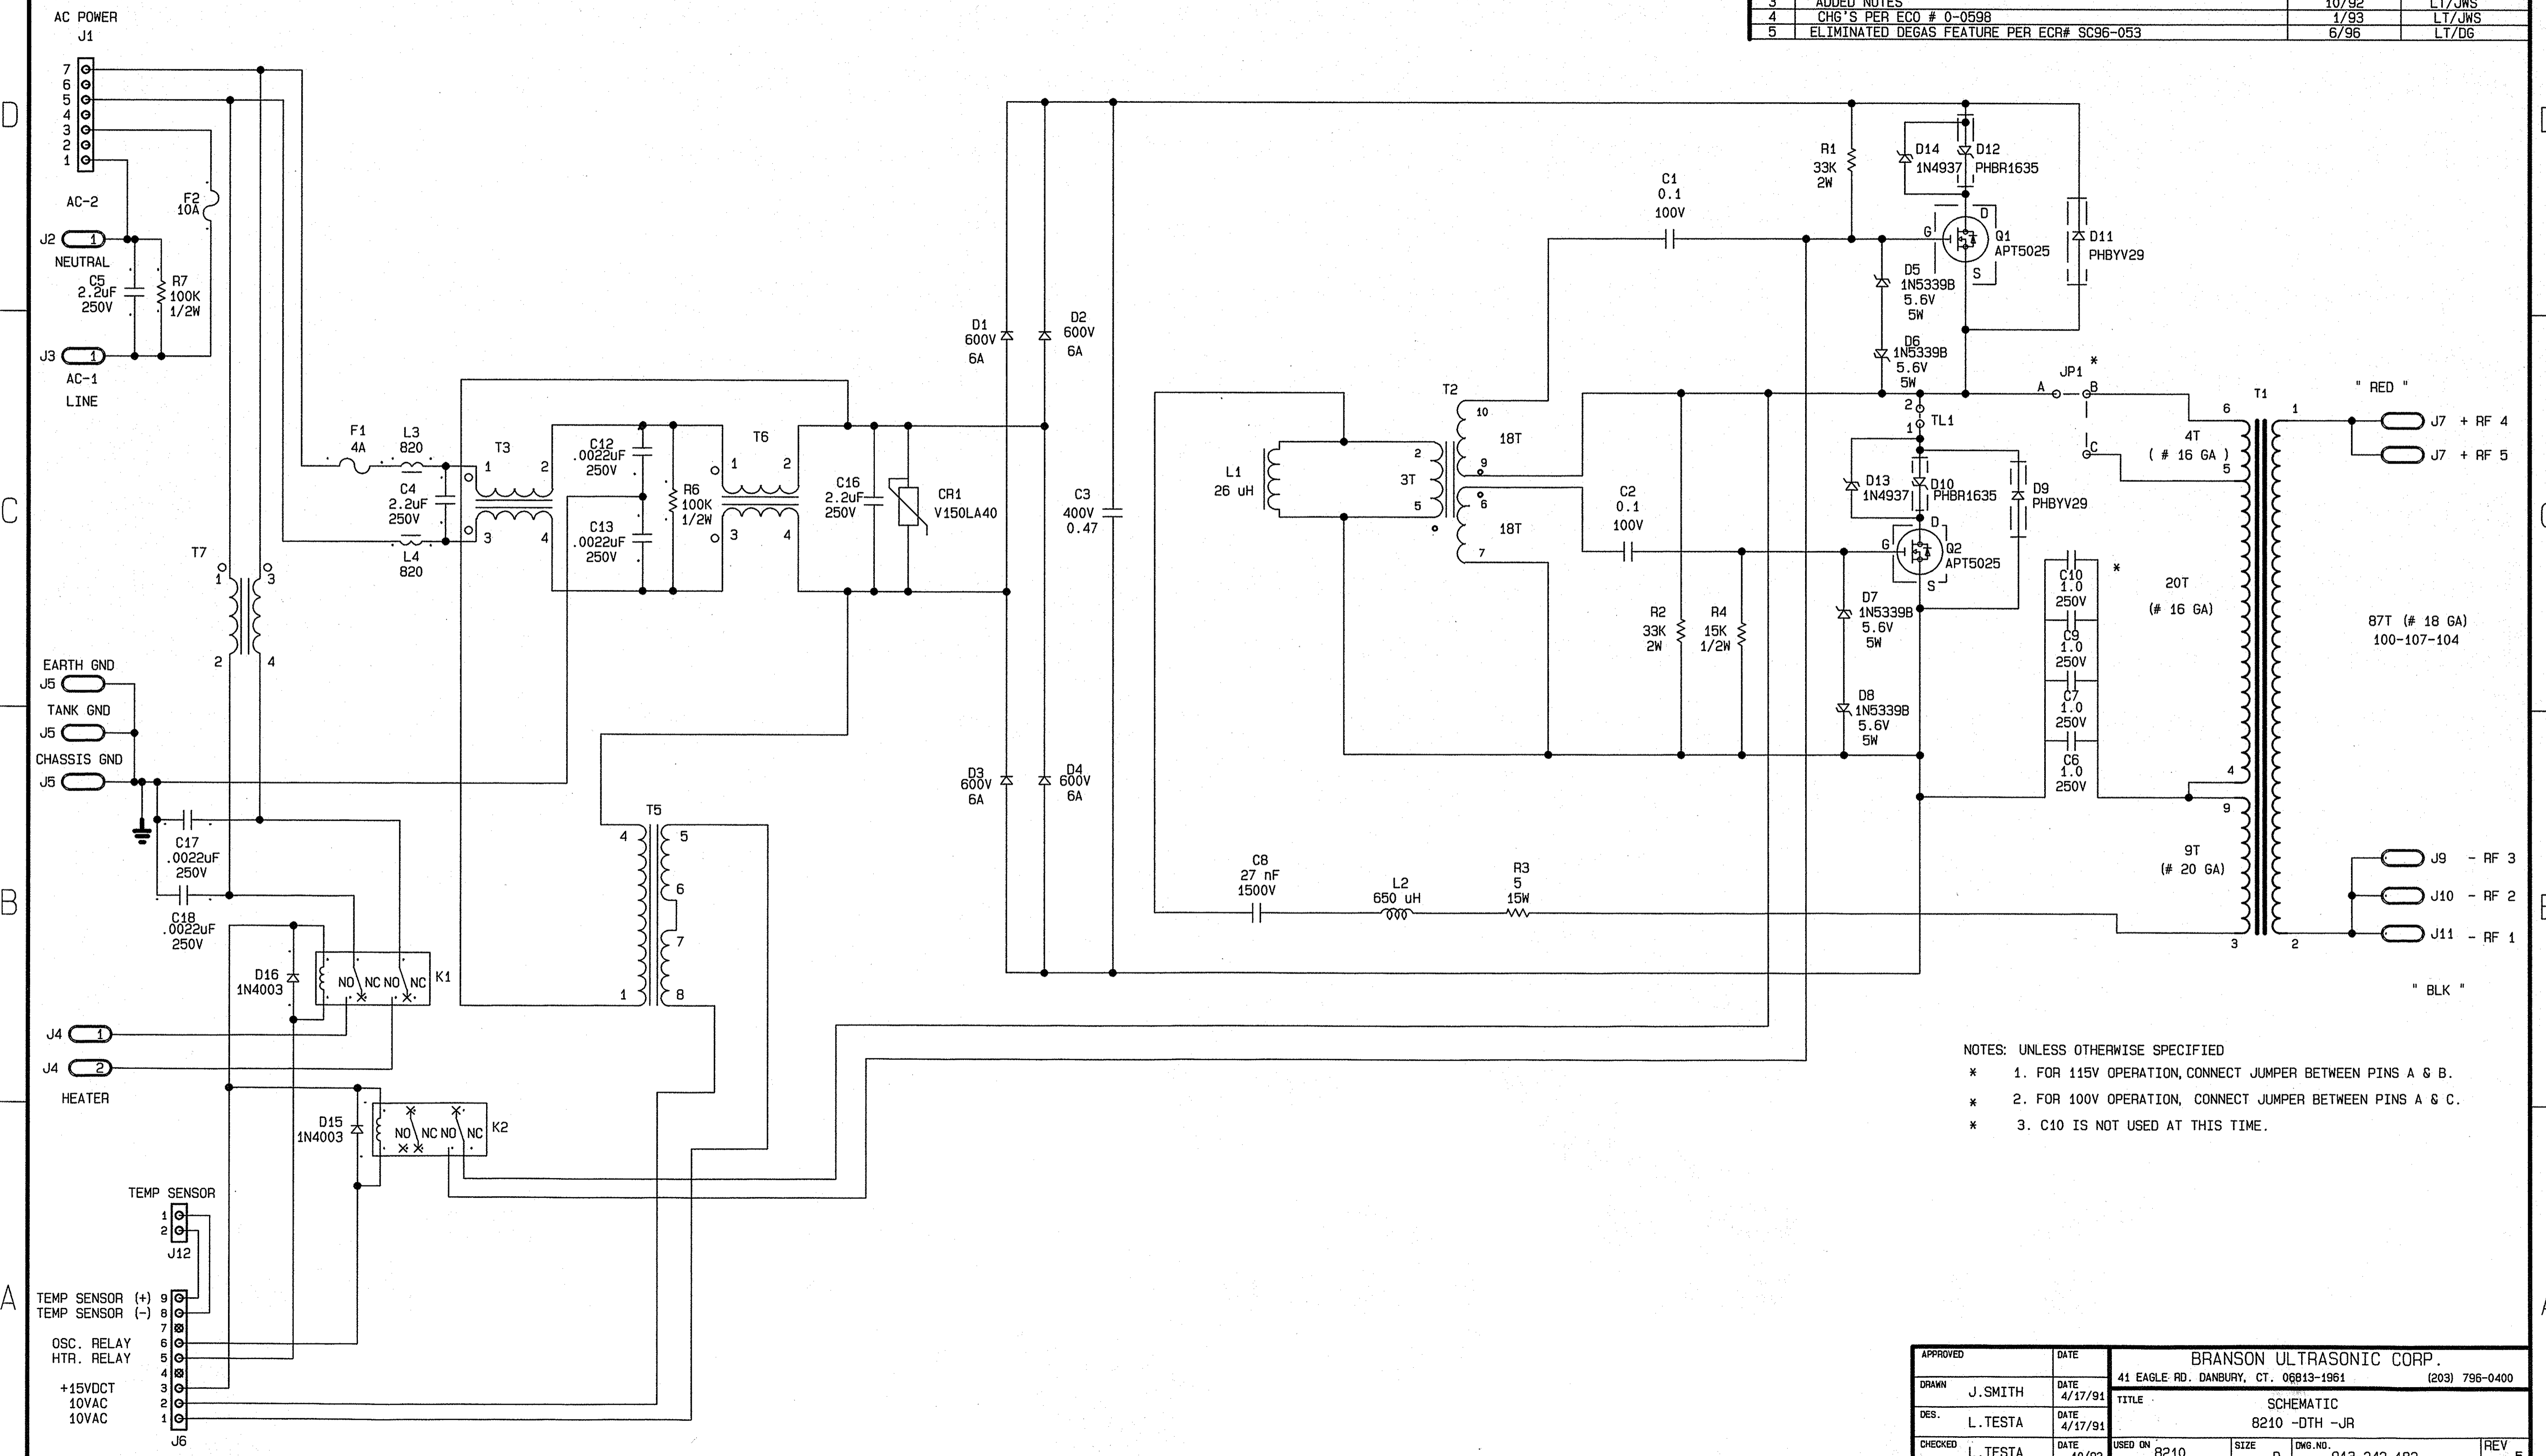 3 ADDED NOTES 10/92 LT/JWS
4 CHG'S PER ECO # 0-0598 1/93 LT/JWS
5 ELIMINATED DEGAS FEATURE PER ECR# SC96-053 6/96 LT/DG
AC POWER
J1
7
6
5
4
3
2
1
AC-2
J2 1
NEUTRAL
F2
10A
C5
2.2uF
250V
R7
100K
1/2W
J3 1
AC-1
LINE
D
C
B
A
F1
4A
L3
820
C4
2.2uF
250V
L4
820
T3
1 2
3 4
C12
.0022uF
250V
C13
.0022uF
250V
R6
100K
1/2W
T6
1 2
3 4
C16
2.2uF
250V
CR1
V150LA40
D1
600V
6A
D2
600V
6A
D3
600V
6A
D4
600V
6A
C3
400V
0.47
T7
1 3
2 4
EARTH GND
J5
TANK GND
J5
CHASSIS GND
J5
C17
.0022uF
250V
C18
.0022uF
250V
D16
1N4003
NO NC NO NC
K1
J4 1
J4 2
HEATER
D15
1N4003
NO NC NO NC
K2
T5
4 5
6
7
1 8
TEMP SENSOR
1
2
J12
TEMP SENSOR (+) 9
TEMP SENSOR (-) 8
7
OSC. RELAY 6
HTR. RELAY 5
4
+15VDCT 3
10VAC 2
10VAC 1
J6
L1
26 uH
T2
10
18T
9
2
3T
5
6
18T
7
C1
0.1
100V
C2
0.1
100V
R1
33K
2W
D14
1N4937
D12
PHBR1635
D
G
S
Q1
APT5025
D11
PHBYV29
D5
1N5339B
5.6V
5W
D6
1N5339B
5.6V
5W
2
1
TL1
D13
1N4937
D10
PHBR1635
D9
PHBYV29
D
G
S
Q2
APT5025
R2
33K
2W
R4
15K
1/2W
D7
1N5339B
5.6V
5W
D8
1N5339B
5.6V
5W
JP1
*
A
B
C
C10
1.0
250V
*
C9
1.0
250V
C7
1.0
250V
C6
1.0
250V
C8
27 nF
1500V
L2
650 uH
R3
5
15W
T1
6
4T
( # 16 GA )
5
20T
(# 16 GA)
4
9
9T
(# 20 GA)
3
1
2
87T (# 18 GA)
100-107-104
" RED "
J7 + RF 4
J7 + RF 5
J9 - RF 3
J10 - RF 2
J11 - RF 1
" BLK "
NOTES: UNLESS OTHERWISE SPECIFIED
* 1. FOR 115V OPERATION, CONNECT JUMPER BETWEEN PINS A & B.
* 2. FOR 100V OPERATION, CONNECT JUMPER BETWEEN PINS A & C.
* 3. C10 IS NOT USED AT THIS TIME.
APPROVED DATE
DRAWN J.SMITH DATE 4/17/91
DES. L.TESTA DATE 4/17/91
CHECKED L.TESTA DATE
BRANSON ULTRASONIC CORP.
41 EAGLE RD. DANBURY, CT. 06813-1961 (203) 796-0400
TITLE
SCHEMATIC
8210 -DTH -JR
USED ON 8210 SIZE DWG.NO. REV